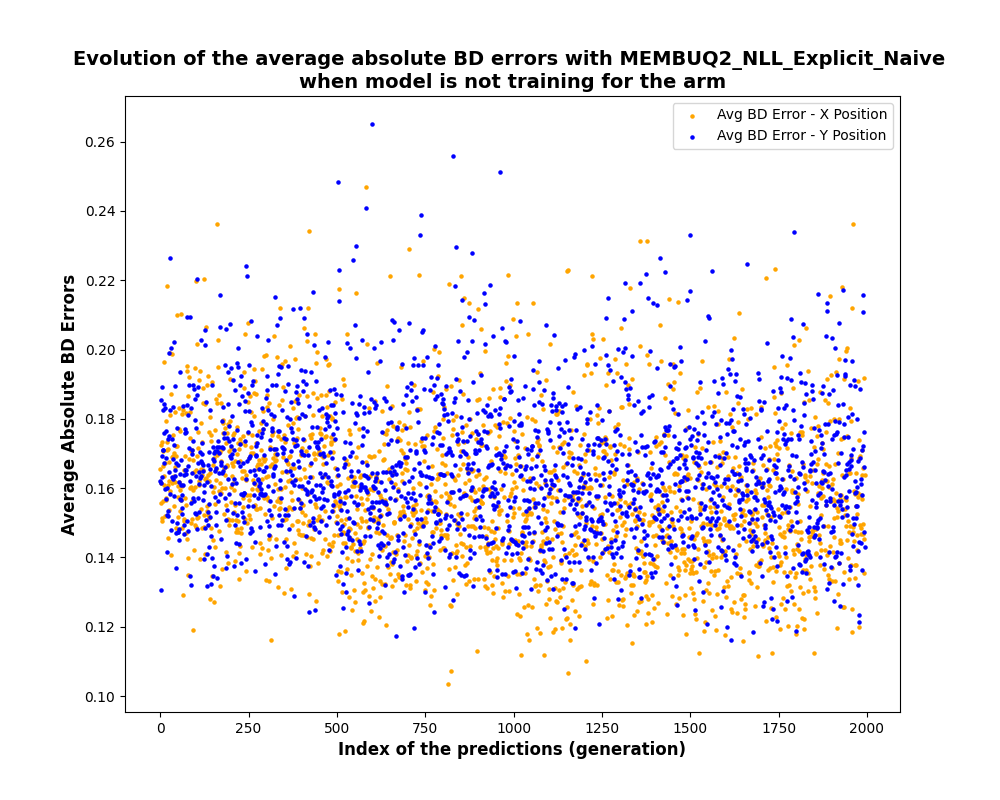 Evolution of the average absolute BD errors with MEMBUQ2_NLL_Explicit_Naive
when model is not training for the arm
Avg BD Error - X Position
Avg BD Error - Y Position
Average Absolute BD Errors
0.26
0.24
0.22
0.20
0.18
0.16
0.14
0.12
0.10
0 250 500 750 1000 1250 1500 1750 2000
Index of the predictions (generation)